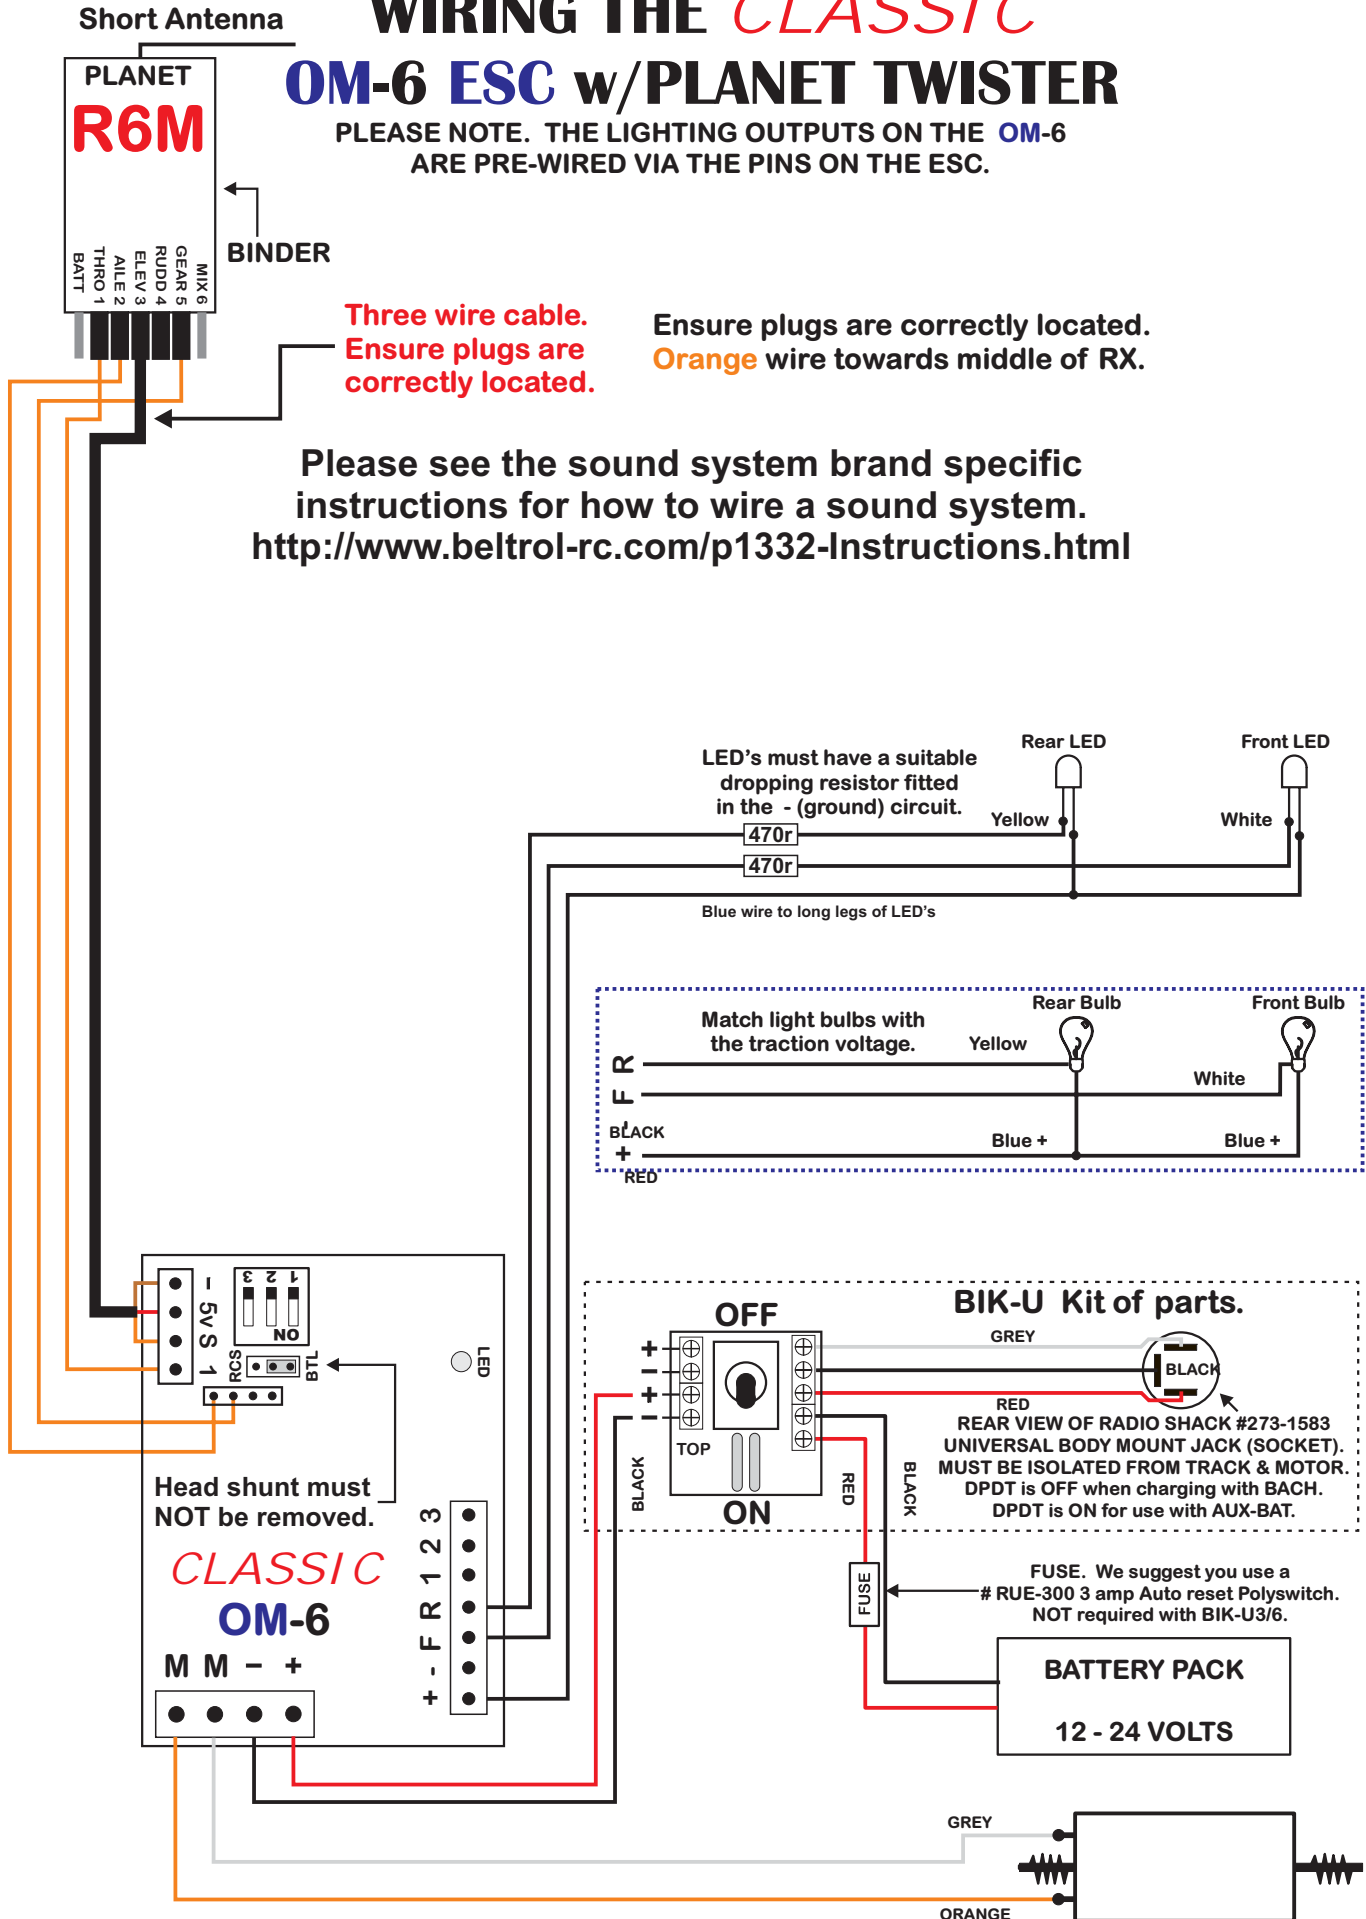 Short Antenna
WIRING THE CLASSIC
OM-6 ESC w/PLANET TWISTER
PLEASE NOTE. THE LIGHTING OUTPUTS ON THE OM-6
ARE PRE-WIRED VIA THE PINS ON THE ESC.
PLANET
R6M
BINDER
BATT
THRO 1
AILE 2
ELEV 3
RUDD 4
GEAR 5
MIX 6
Three wire cable.
Ensure plugs are
correctly located.
Ensure plugs are correctly located.
Orange wire towards middle of RX.
Please see the sound system brand specific
instructions for how to wire a sound system.
http://www.beltrol-rc.com/p1332-Instructions.html
LED's must have a suitable
dropping resistor fitted
in the - (ground) circuit.
Rear LED
Front LED
Yellow
White
470r
470r
Blue wire to long legs of LED's
Match light bulbs with
the traction voltage.
Rear Bulb
Front Bulb
Yellow
White
R
F
-
BLACK
+
RED
Blue +
Blue +
BIK-U Kit of parts.
OFF
GREY
BLACK
RED
+
-
+
-
TOP
ON
BLACK
RED
BLACK
REAR VIEW OF RADIO SHACK #273-1583
UNIVERSAL BODY MOUNT JACK (SOCKET).
MUST BE ISOLATED FROM TRACK & MOTOR.
DPDT is OFF when charging with BACH.
DPDT is ON for use with AUX-BAT.
FUSE
FUSE. We suggest you use a
# RUE-300 3 amp Auto reset Polyswitch.
NOT required with BIK-U3/6.
BATTERY PACK
12 - 24 VOLTS
- 5v S 1
1 2 3
ON
RCS
BTL
LED
Head shunt must
NOT be removed.
CLASSIC
OM-6
M M - +
+ - F R 1 2 3
GREY
ORANGE